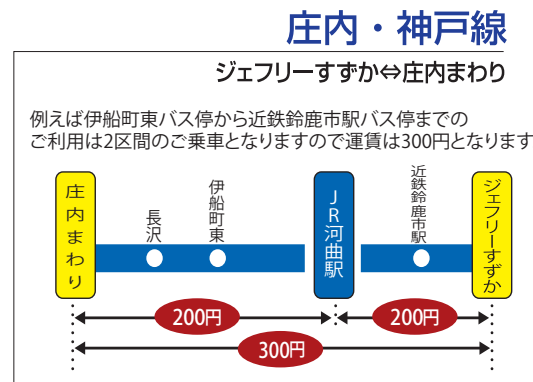 庄内・神戸線
ジェフリーすずか⇔庄内まわり
例えば伊船町東バス停から近鉄鈴鹿市駅バス停までの
ご利用は2区間のご乗車となりますので運賃は300円となります
庄内まわり
長沢
伊船町東
JR河曲駅
近鉄鈴鹿市駅
ジェフリーすずか
200円
200円
300円